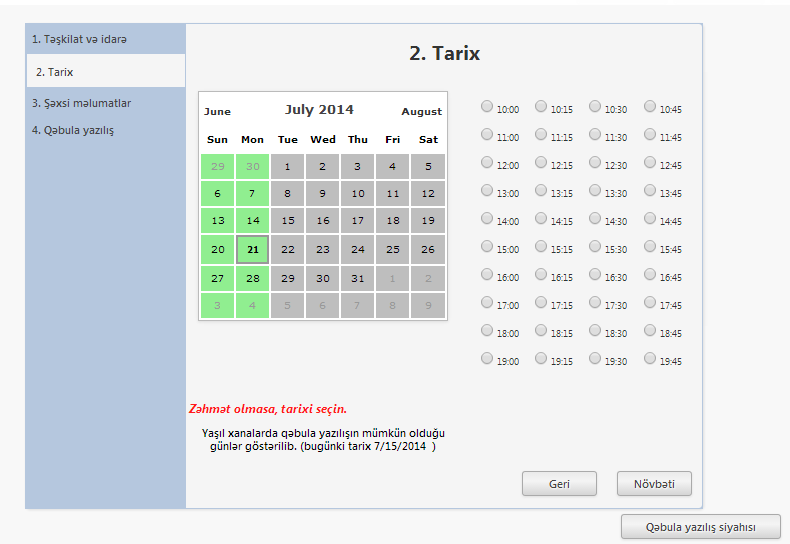 1. Təşkilat və idarə
2. Tarix
3. Şəxsi məlumatlar
4. Qəbula yazılış
2. Tarix
June July 2014 August
Sun Mon Tue Wed Thu Fri Sat
29 30 1 2 3 4 5
6 7 8 9 10 11 12
13 14 15 16 17 18 19
20 21 22 23 24 25 26
27 28 29 30 31 1 2
3 4 5 6 7 8 9
10:00 10:15 10:30 10:45
11:00 11:15 11:30 11:45
12:00 12:15 12:30 12:45
13:00 13:15 13:30 13:45
14:00 14:15 14:30 14:45
15:00 15:15 15:30 15:45
16:00 16:15 16:30 16:45
17:00 17:15 17:30 17:45
18:00 18:15 18:30 18:45
19:00 19:15 19:30 19:45
Zəhmət olmasa, tarixi seçin.
Yaşıl xanalarda qəbula yazılışın mümkün olduğu
günlər göstərilib. (bugünki tarix 7/15/2014 )
Geri Növbəti
Qəbula yazılış siyahısı